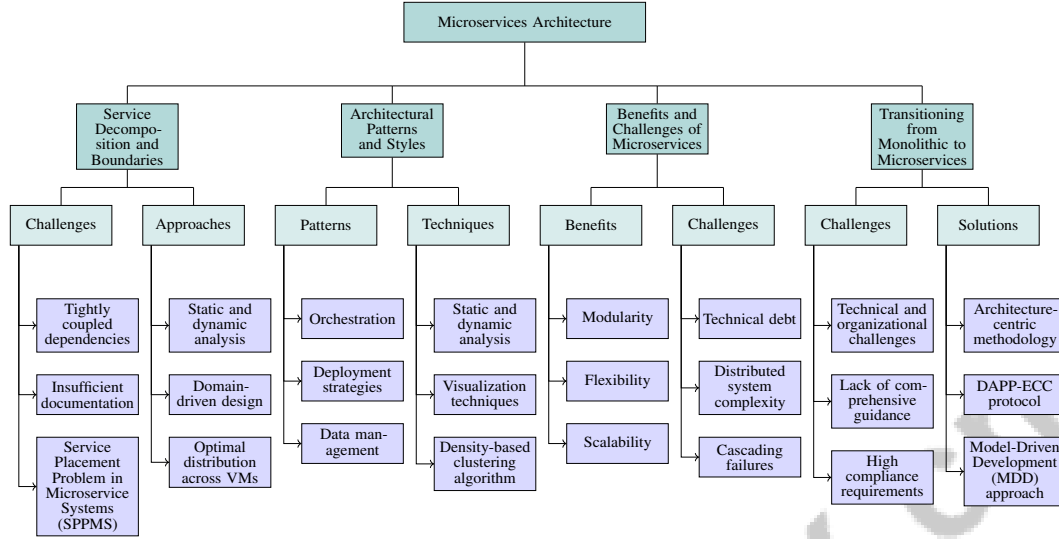 Microservices Architecture
Service
Decompo-
sition and
Boundaries
Architectural
Patterns
and Styles
Benefits and
Challenges of
Microservices
Transitioning
from
Monolithic to
Microservices
Challenges
Approaches
Patterns
Techniques
Benefits
Challenges
Challenges
Solutions
Tightly
coupled
dependencies
Insufficient
documentation
Service
Placement
Problem in
Microservice
Systems
(SPPMS)
Static and
dynamic
analysis
Domain-
driven design
Optimal
distribution
across VMs
Orchestration
Deployment
strategies
Data man-
agement
Static and
dynamic
analysis
Visualization
techniques
Density-based
clustering
algorithm
Modularity
Flexibility
Scalability
Technical debt
Distributed
system
complexity
Cascading
failures
Technical and
organizational
challenges
Lack of com-
prehensive
guidance
High
compliance
requirements
Architecture-
centric
methodology
DAPP-ECC
protocol
Model-Driven
Development
(MDD)
approach